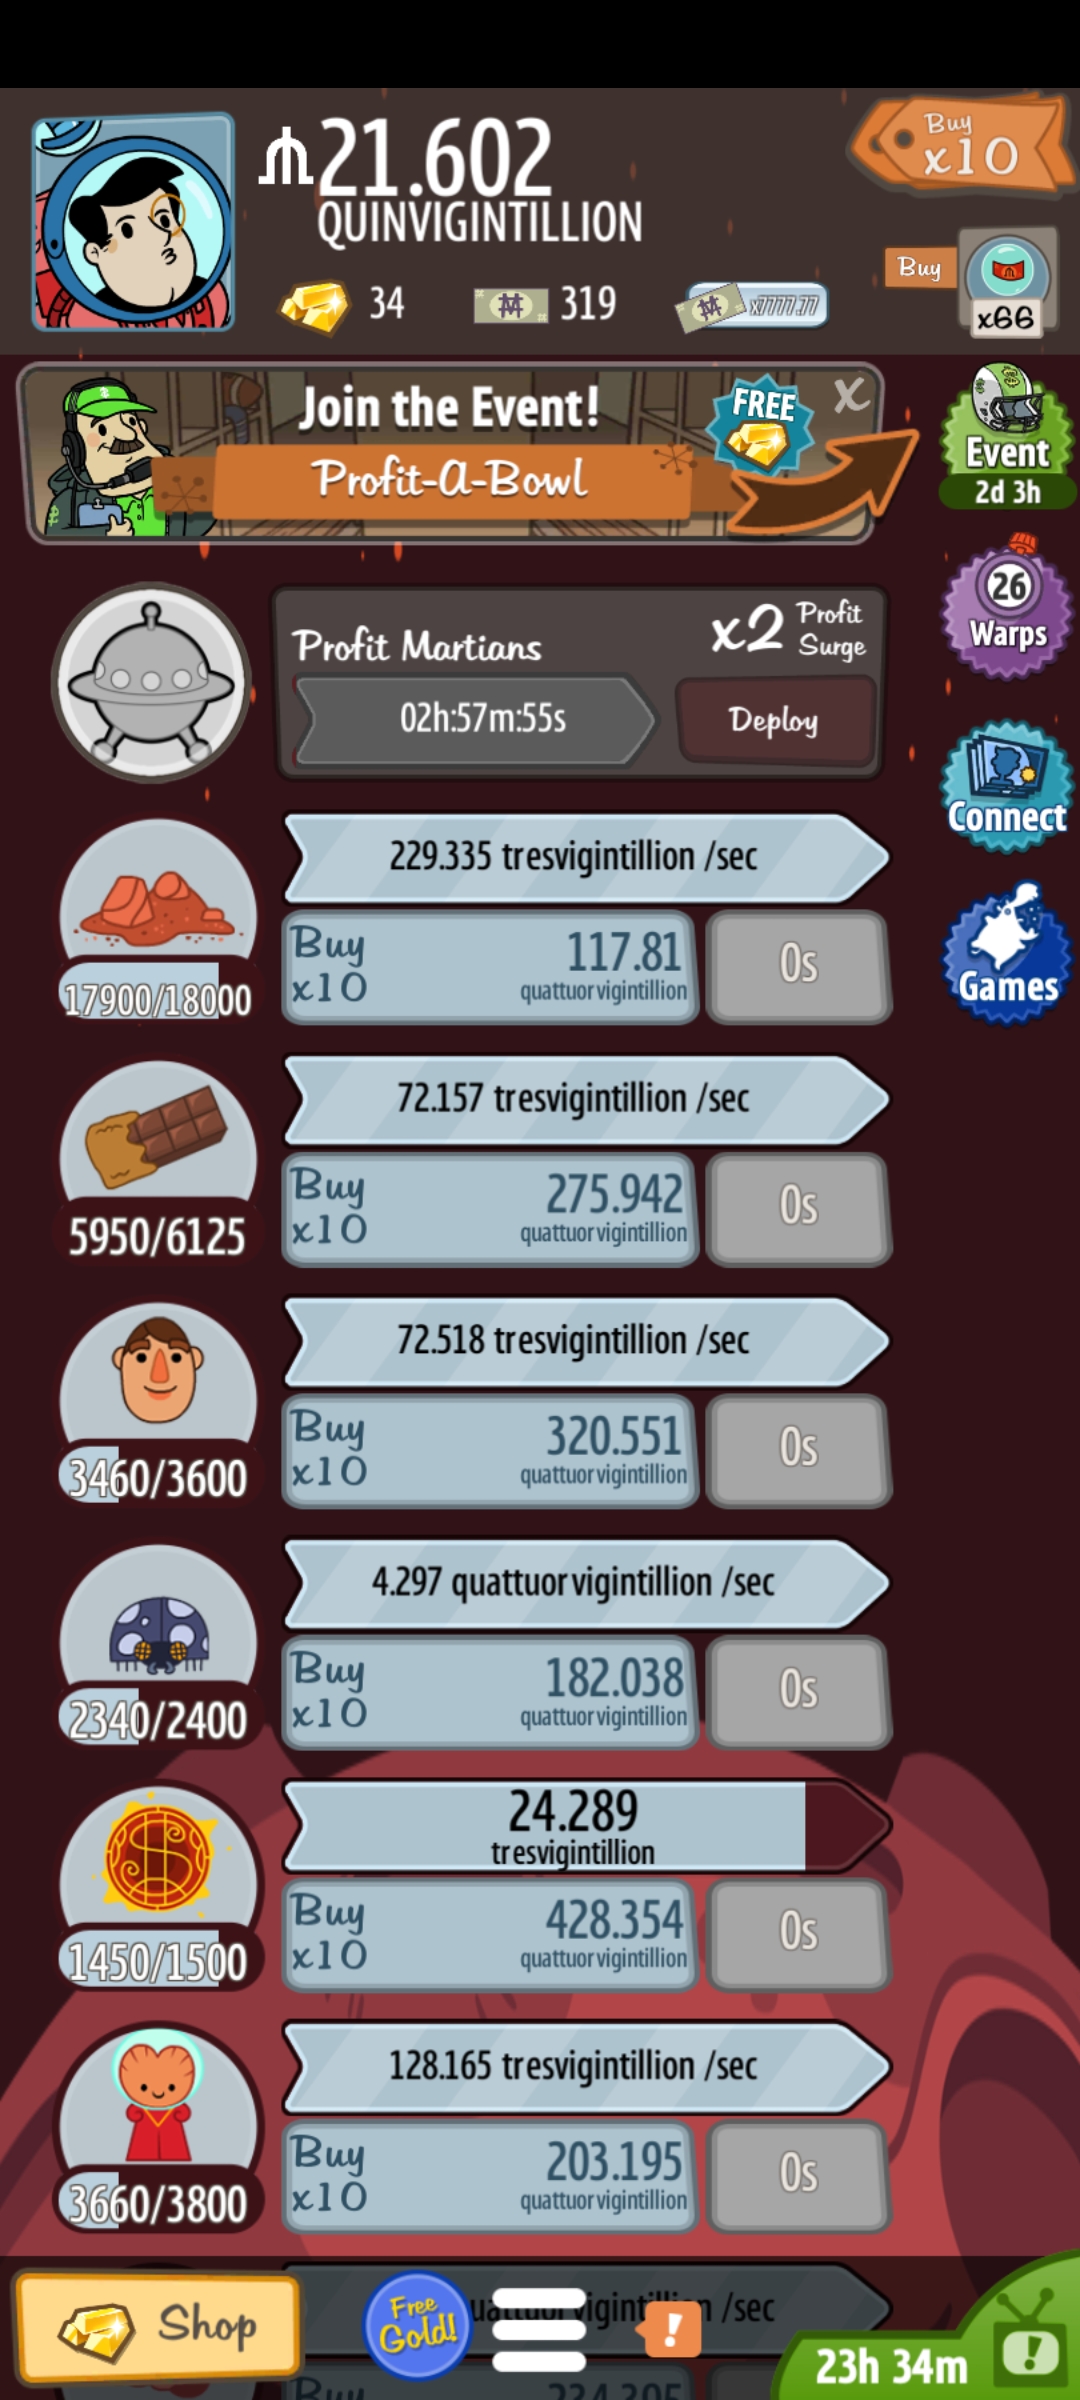 21.602
QUINVIGINTILLION
Buy
x10
34
319
x7777.77
Buy
x66
Join the Event!
Profit-A-Bowl
FREE
X
Event
2d 3h
Profit Martians
x2 Profit Surge
02h:57m:55s
Deploy
26
Warps
Connect
Games
229.335 tresvigintillion /sec
17900/18000
Buy x10
117.81
quattuorvigintillion
0s
72.157 tresvigintillion /sec
5950/6125
Buy x10
275.942
quattuorvigintillion
0s
72.518 tresvigintillion /sec
3460/3600
Buy x10
320.551
quattuorvigintillion
0s
4.297 quattuorvigintillion /sec
2340/2400
Buy x10
182.038
quattuorvigintillion
0s
24.289
tresvigintillion
1450/1500
Buy x10
428.354
quattuorvigintillion
0s
128.165 tresvigintillion /sec
3660/3800
Buy x10
203.195
quattuorvigintillion
0s
Shop
Free Gold!
/sec
!
23h 34m
!
Buy